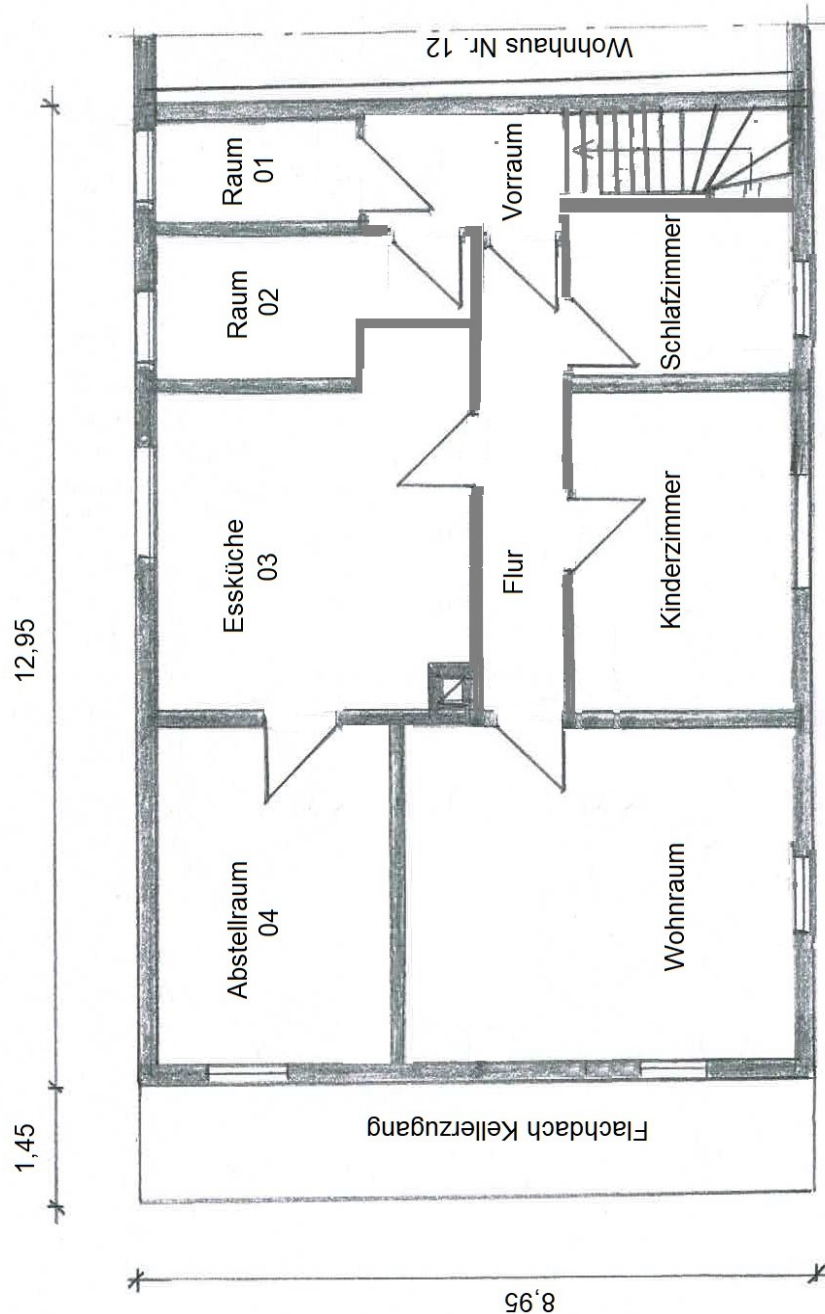 12,95
1,45
8,95
Wohnhaus Nr. 12
Raum
01
Raum
02
Vorraum
Schlafzimmer
Essküche
03
Flur
Kinderzimmer
Abstellraum
04
Wohnraum
Flachdach Kellerzugang